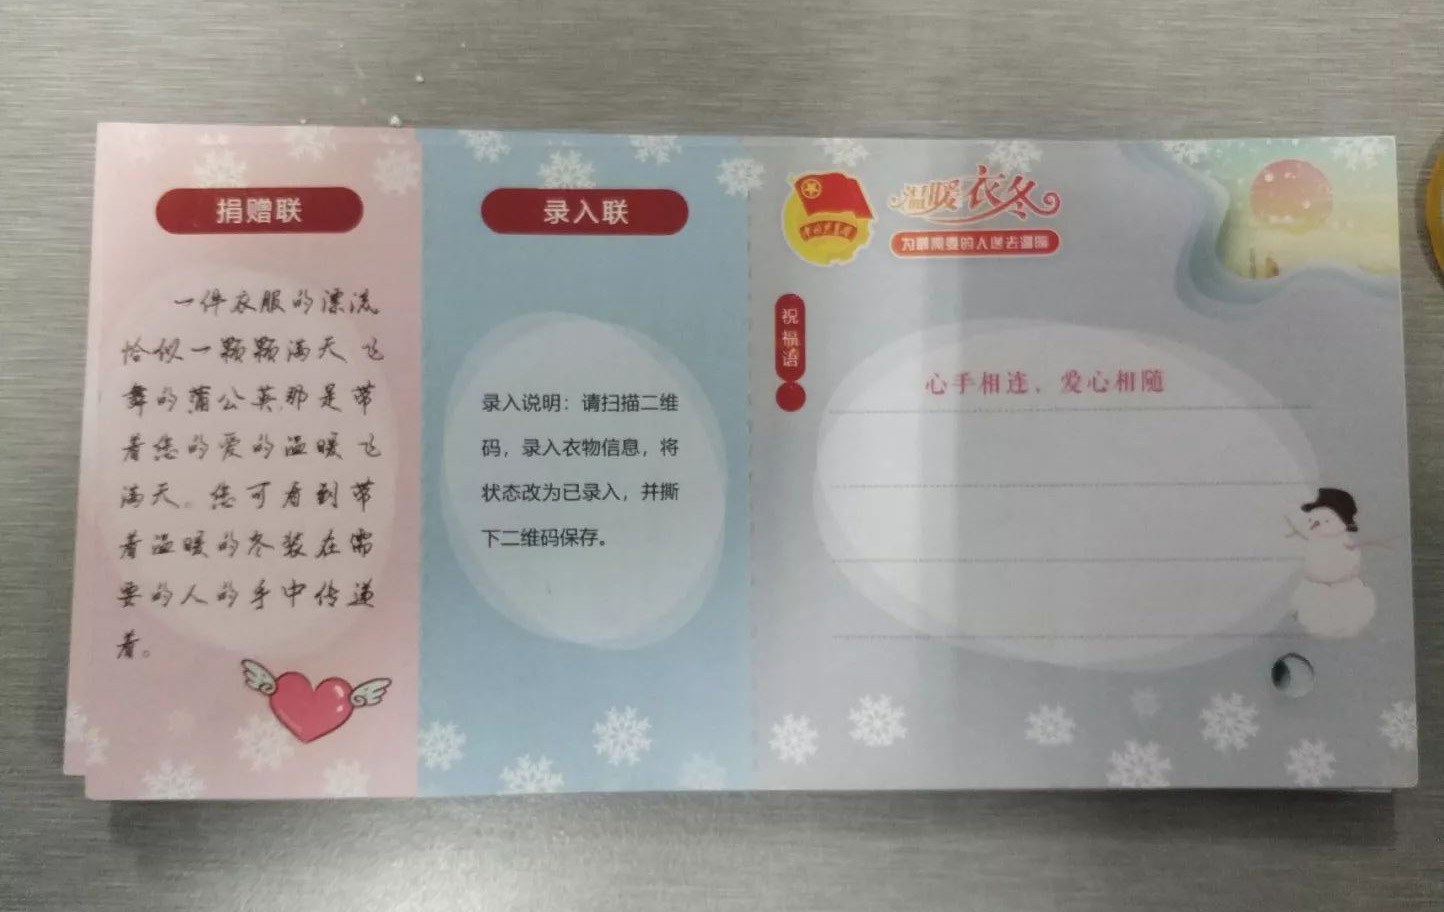 捐赠联
一件衣服的漂流
恰似一颗颗满天飞
舞的蒲公英,那是带
着您的爱的温暖飞
满天。您可看到带
着温暖的冬装在需
要的人的手中传递
着。
录入联
录入说明：请扫描二维
码，录入衣物信息，将
状态改为已录入，并撕
下二维码保存。
中国共青团
温暖衣冬
为最需要的人送去温暖
祝福语
心手相连、爱心相随